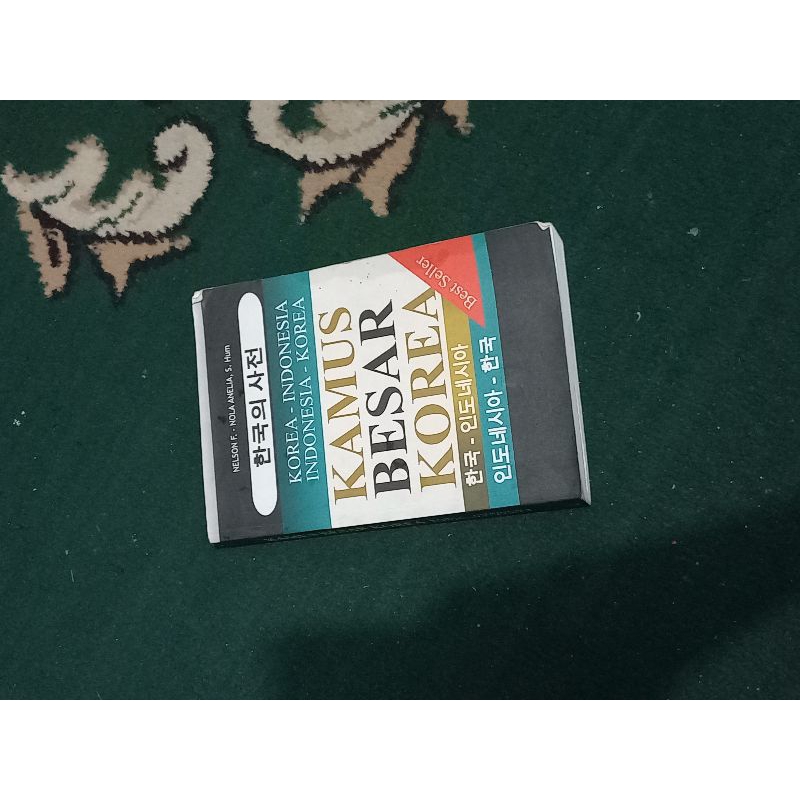 NELSON F. - NOLA ANELIA, S. Hum
한국의 사전
KOREA - INDONESIA
INDONESIA - KOREA
KAMUS
BESAR
KOREA
Best Seller
한국 - 인도네시아
인도네시아 - 한국